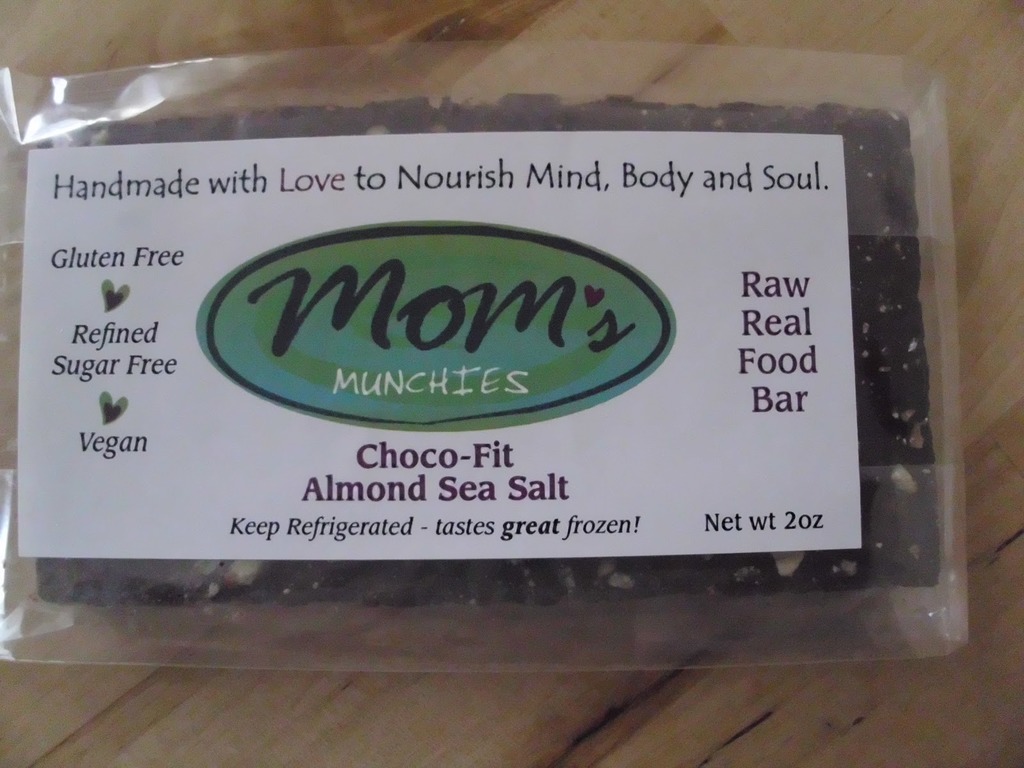 Handmade with Love to Nourish Mind, Body and Soul.
Gluten Free
Refined
Sugar Free
Vegan
Mom's
MUNCHIES
Raw
Real
Food
Bar
Choco-Fit
Almond Sea Salt
Keep Refrigerated - tastes great frozen!
Net wt 2oz